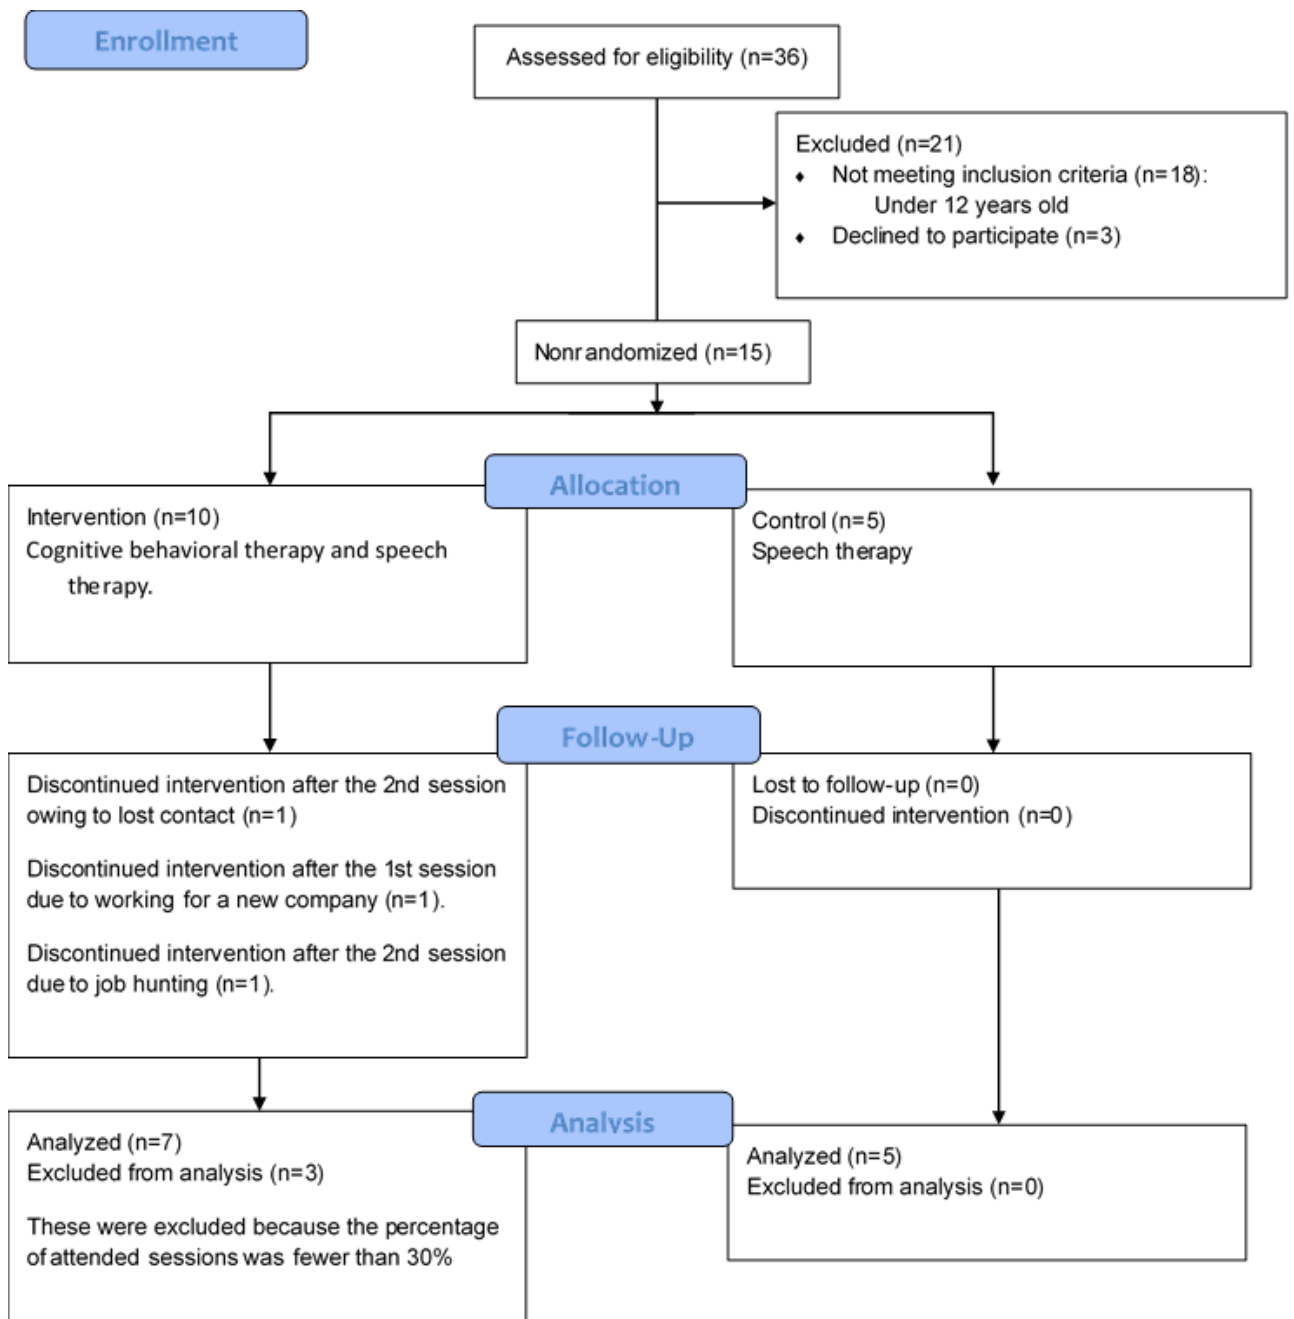 Enrollment
Assessed for eligibility (n=36)
Excluded (n=21)
♦ Not meeting inclusion criteria (n=18):
Under 12 years old
♦ Declined to participate (n=3)
Nonrandomized (n=15)
Allocation
Intervention (n=10)
Cognitive behavioral therapy and speech
therapy.
Control (n=5)
Speech therapy
Follow-Up
Discontinued intervention after the 2nd session
owing to lost contact (n=1)
Discontinued intervention after the 1st session
due to working for a new company (n=1).
Discontinued intervention after the 2nd session
due to job hunting (n=1).
Lost to follow-up (n=0)
Discontinued intervention (n=0)
Analysis
Analyzed (n=7)
Excluded from analysis (n=3)
These were excluded because the percentage
of attended sessions was fewer than 30%
Analyzed (n=5)
Excluded from analysis (n=0)